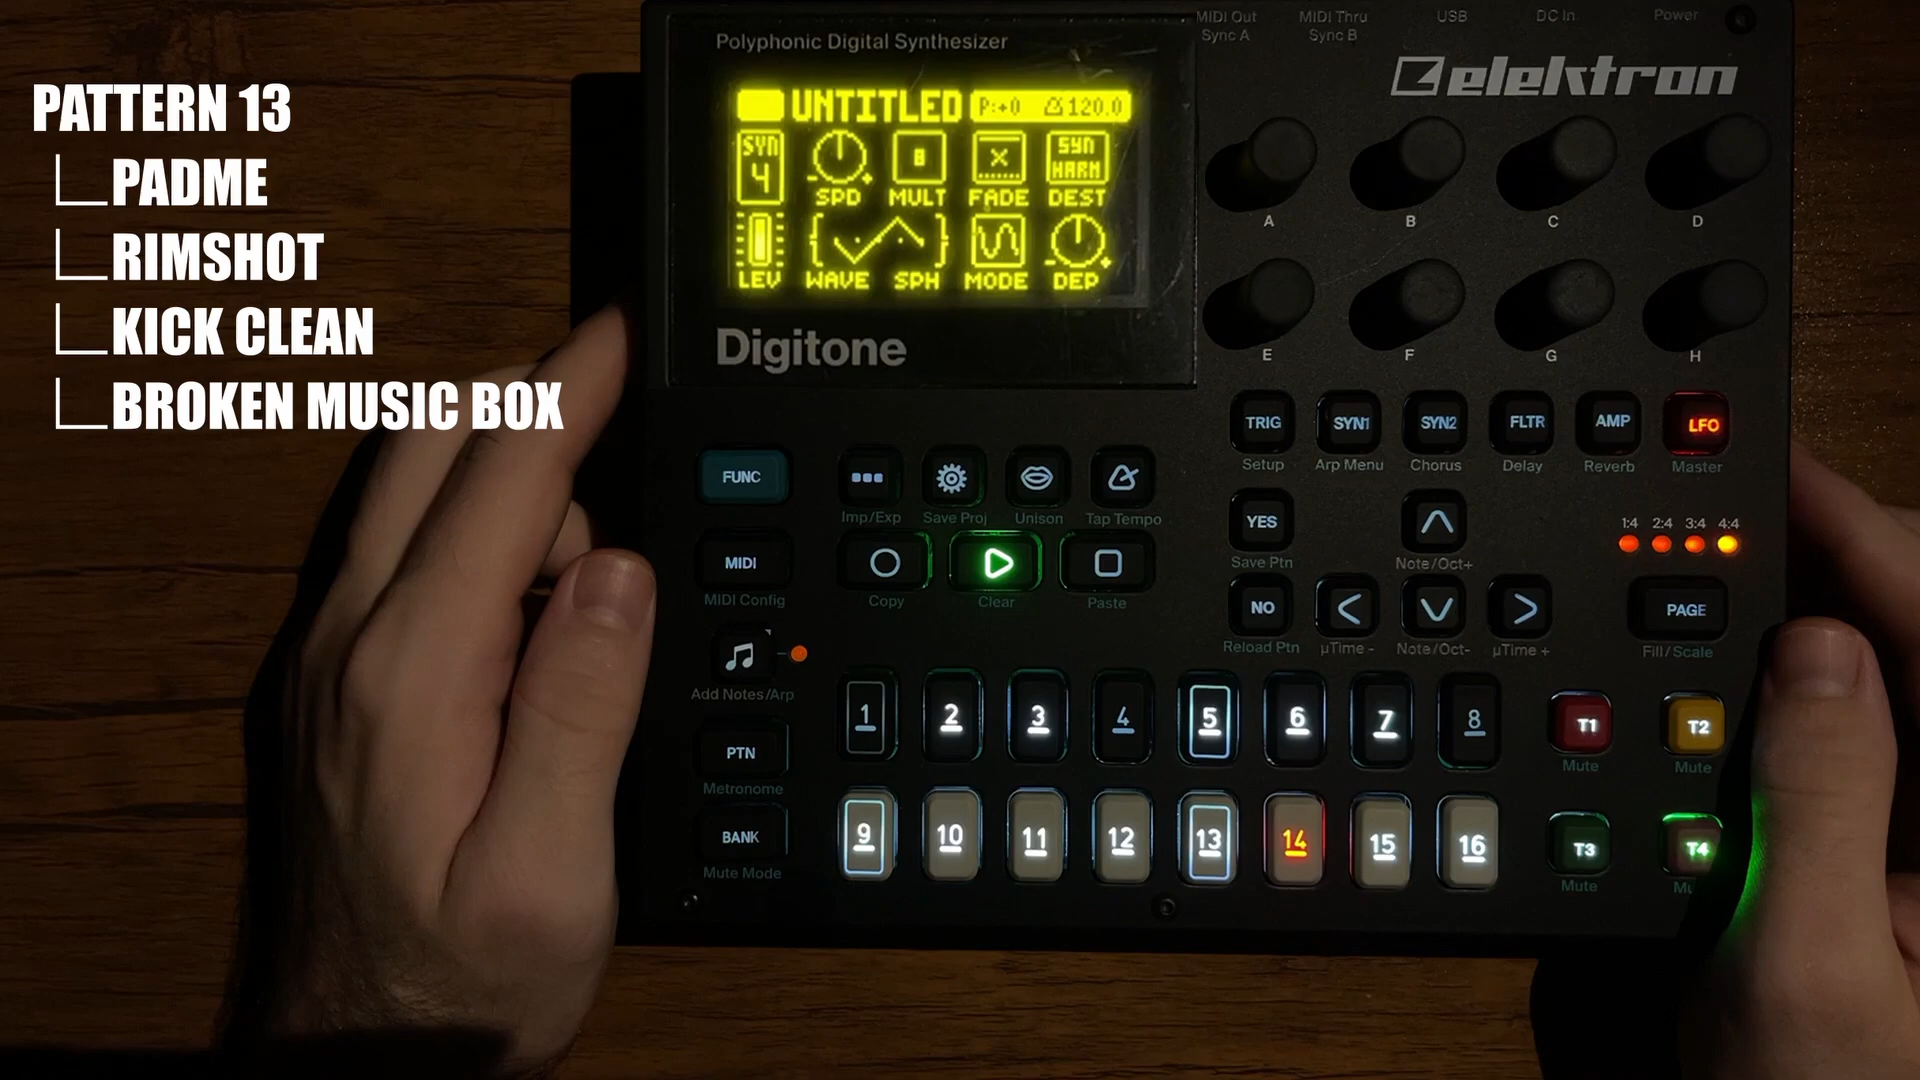 PATTERN 13
PADME
RIMSHOT
KICK CLEAN
BROKEN MUSIC BOX
Polyphonic Digital Synthesizer
UNTITLED P:+0 120.0
SYN 4 SPD MULT FADE DEST
8
SYN HARM
LEV WAVE SPH MODE DEP
Digitone
MIDI Out MIDI Thru USB DC In Power
Sync A Sync B
elektron
A B C D
E F G H
TRIG SYN1 SYN2 FLTR AMP LFO
Setup Arp Menu Chorus Delay Reverb Master
FUNC
Imp/Exp Save Proj Unison Tap Tempo
YES
Save Ptn Note/Oct+
1:4 2:4 3:4 4:4
MIDI
MIDI Config Copy Clear Paste
NO PAGE
Reload Ptn µTime - Note/Oct- µTime + Fill/Scale
Add Notes/Arp
1 2 3 4 5 6 7 8 T1 T2
Mute Mute
PTN
Metronome
BANK
Mute Mode
9 10 11 12 13 14 15 16 T3 T4
Mute Mu